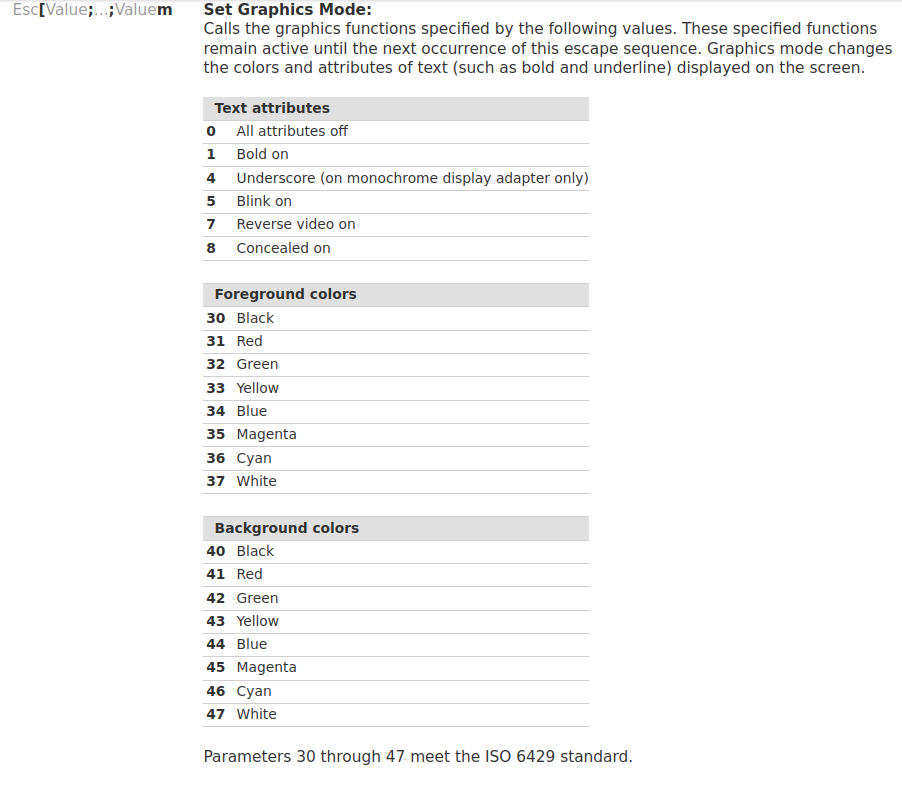 Esc[Value;...;Valuem
Set Graphics Mode:
Calls the graphics functions specified by the following values. These specified functions
remain active until the next occurrence of this escape sequence. Graphics mode changes
the colors and attributes of text (such as bold and underline) displayed on the screen.
Text attributes
0 All attributes off
1 Bold on
4 Underscore (on monochrome display adapter only)
5 Blink on
7 Reverse video on
8 Concealed on
Foreground colors
30 Black
31 Red
32 Green
33 Yellow
34 Blue
35 Magenta
36 Cyan
37 White
Background colors
40 Black
41 Red
42 Green
43 Yellow
44 Blue
45 Magenta
46 Cyan
47 White
Parameters 30 through 47 meet the ISO 6429 standard.